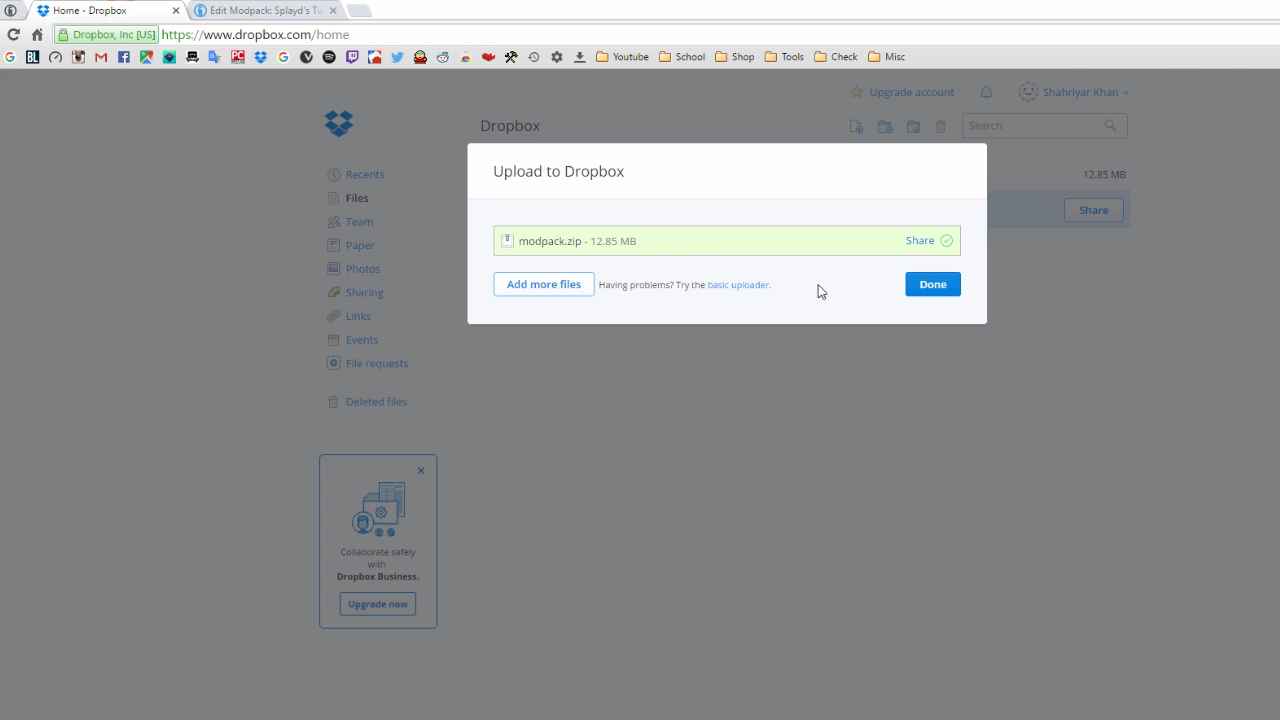 Home - Dropbox
Edit Modpack: Splayd's Tu
Dropbox, Inc [US]
https://www.dropbox.com/home
Youtube
School
Shop
Tools
Check
Misc
Upgrade account
Shahriyar Khan
Dropbox
Search
Recents
12.85 MB
Files
Share
Team
Paper
Photos
Sharing
Links
Events
File requests
Deleted files
Upload to Dropbox
modpack.zip - 12.85 MB
Share
Add more files
Having problems? Try the basic uploader.
Done
Collaborate safely
with
Dropbox Business.
Upgrade now